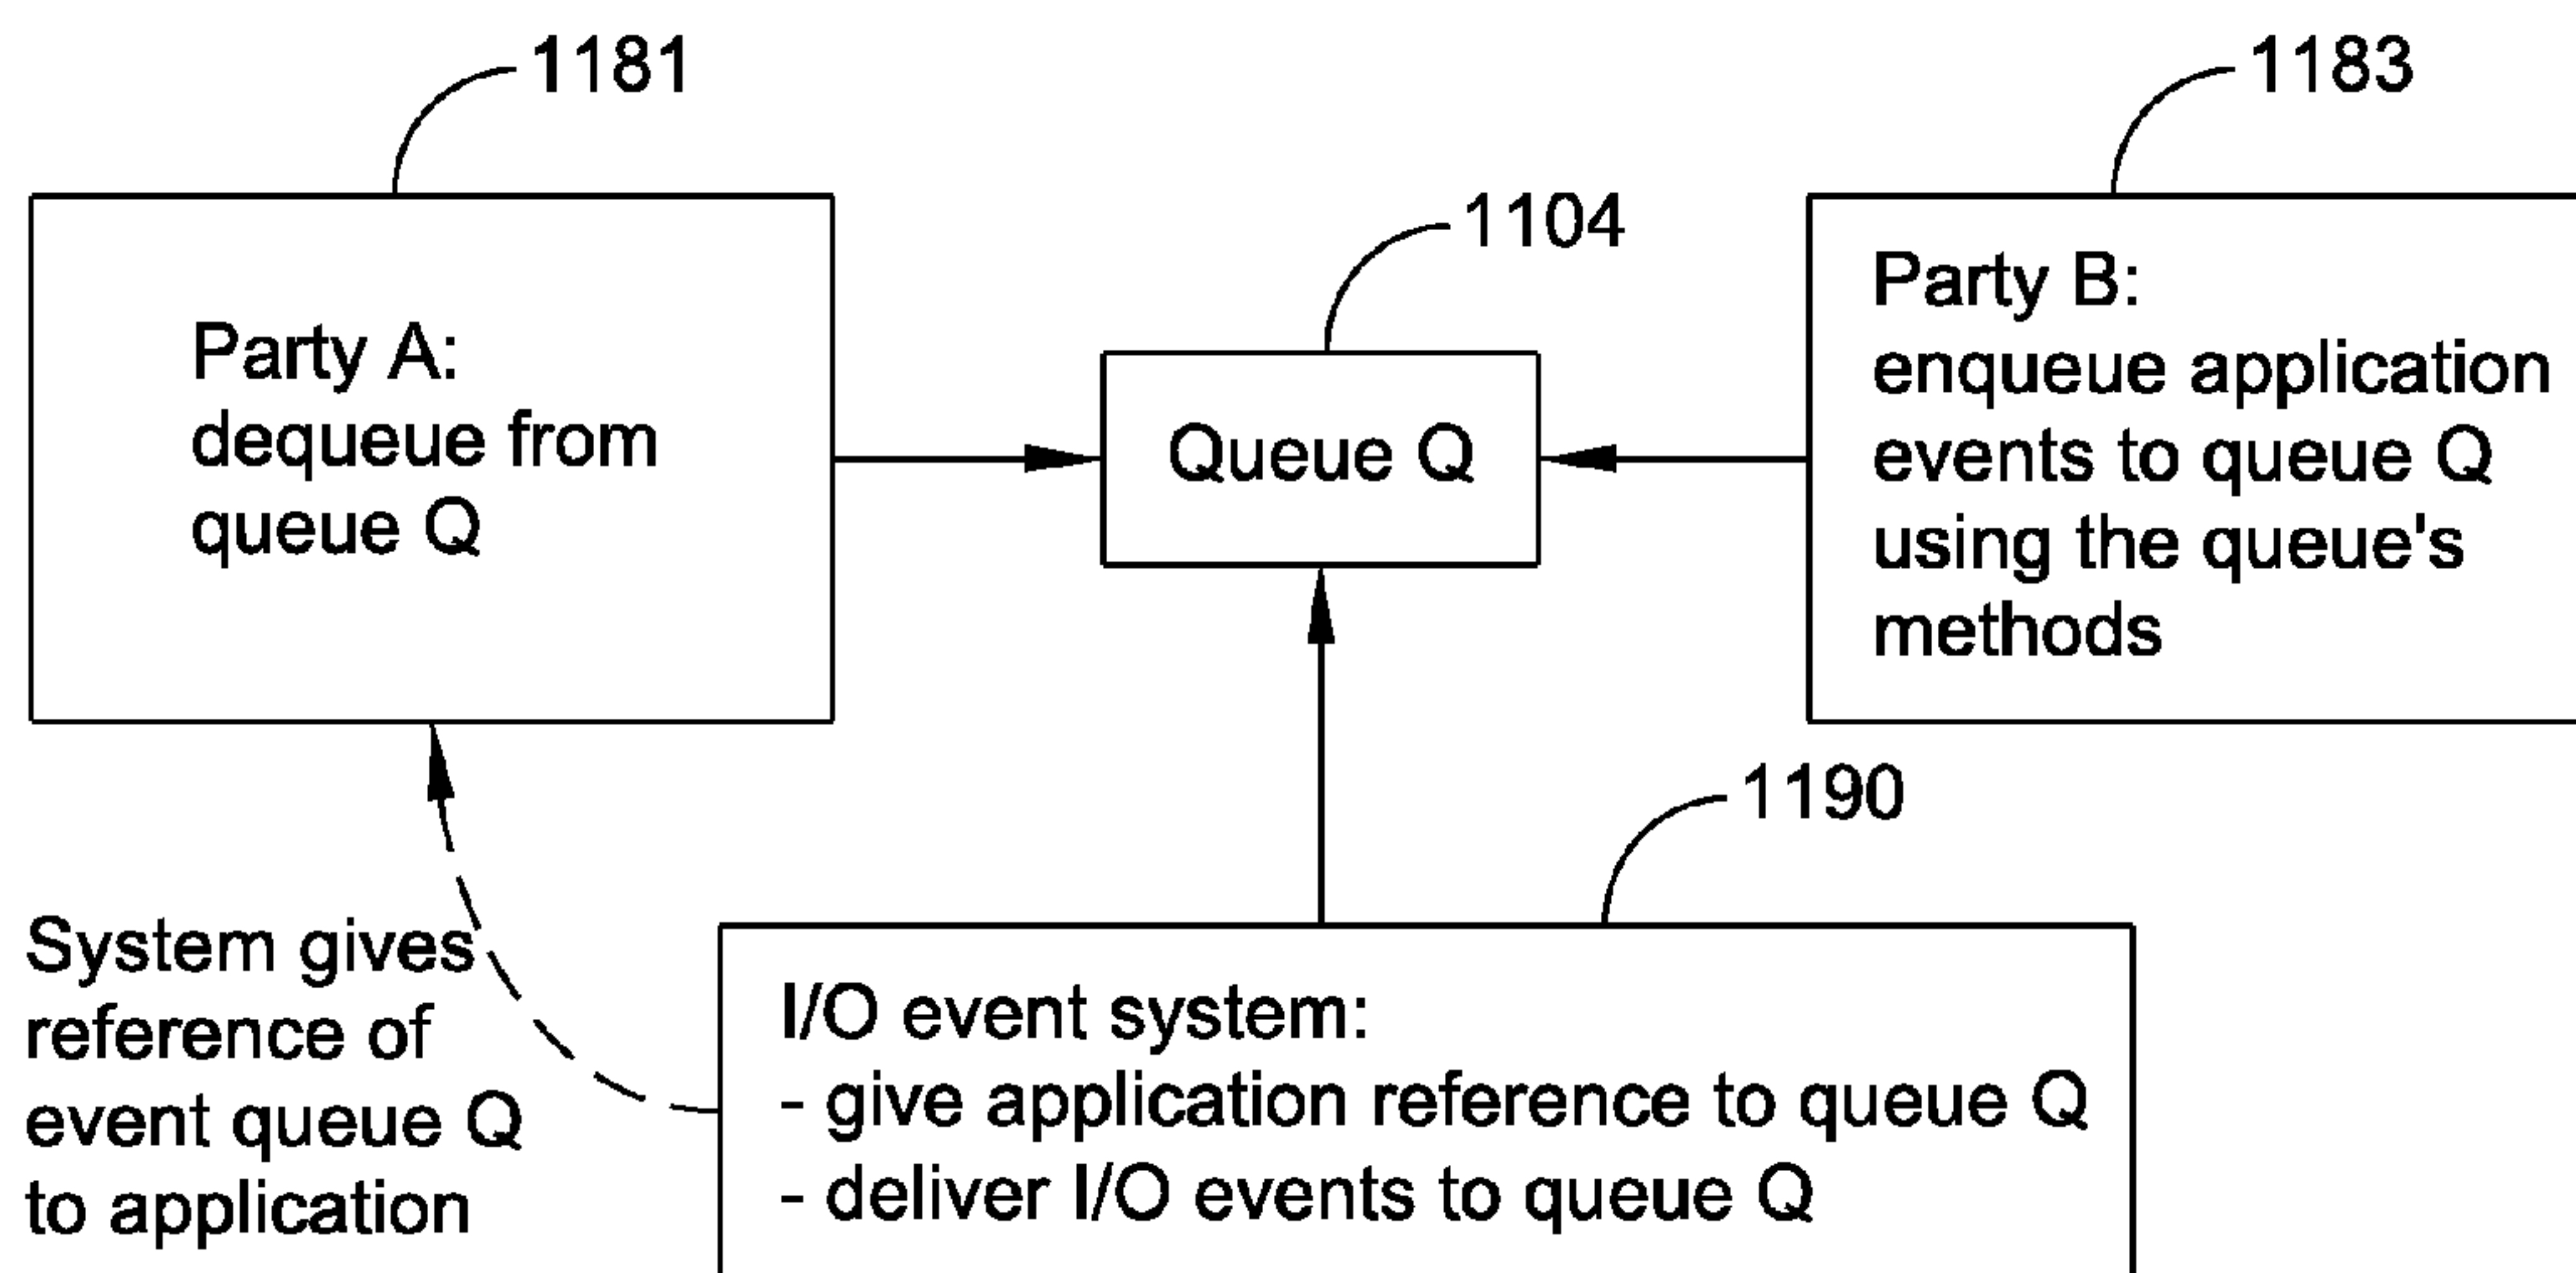 1181
1183
1104
Party A:
dequeue from
queue Q
Queue Q
Party B:
enqueue application
events to queue Q
using the queue's
methods
1190
System gives
reference of
event queue Q
to application
I/O event system:
- give application reference to queue Q
- deliver I/O events to queue Q